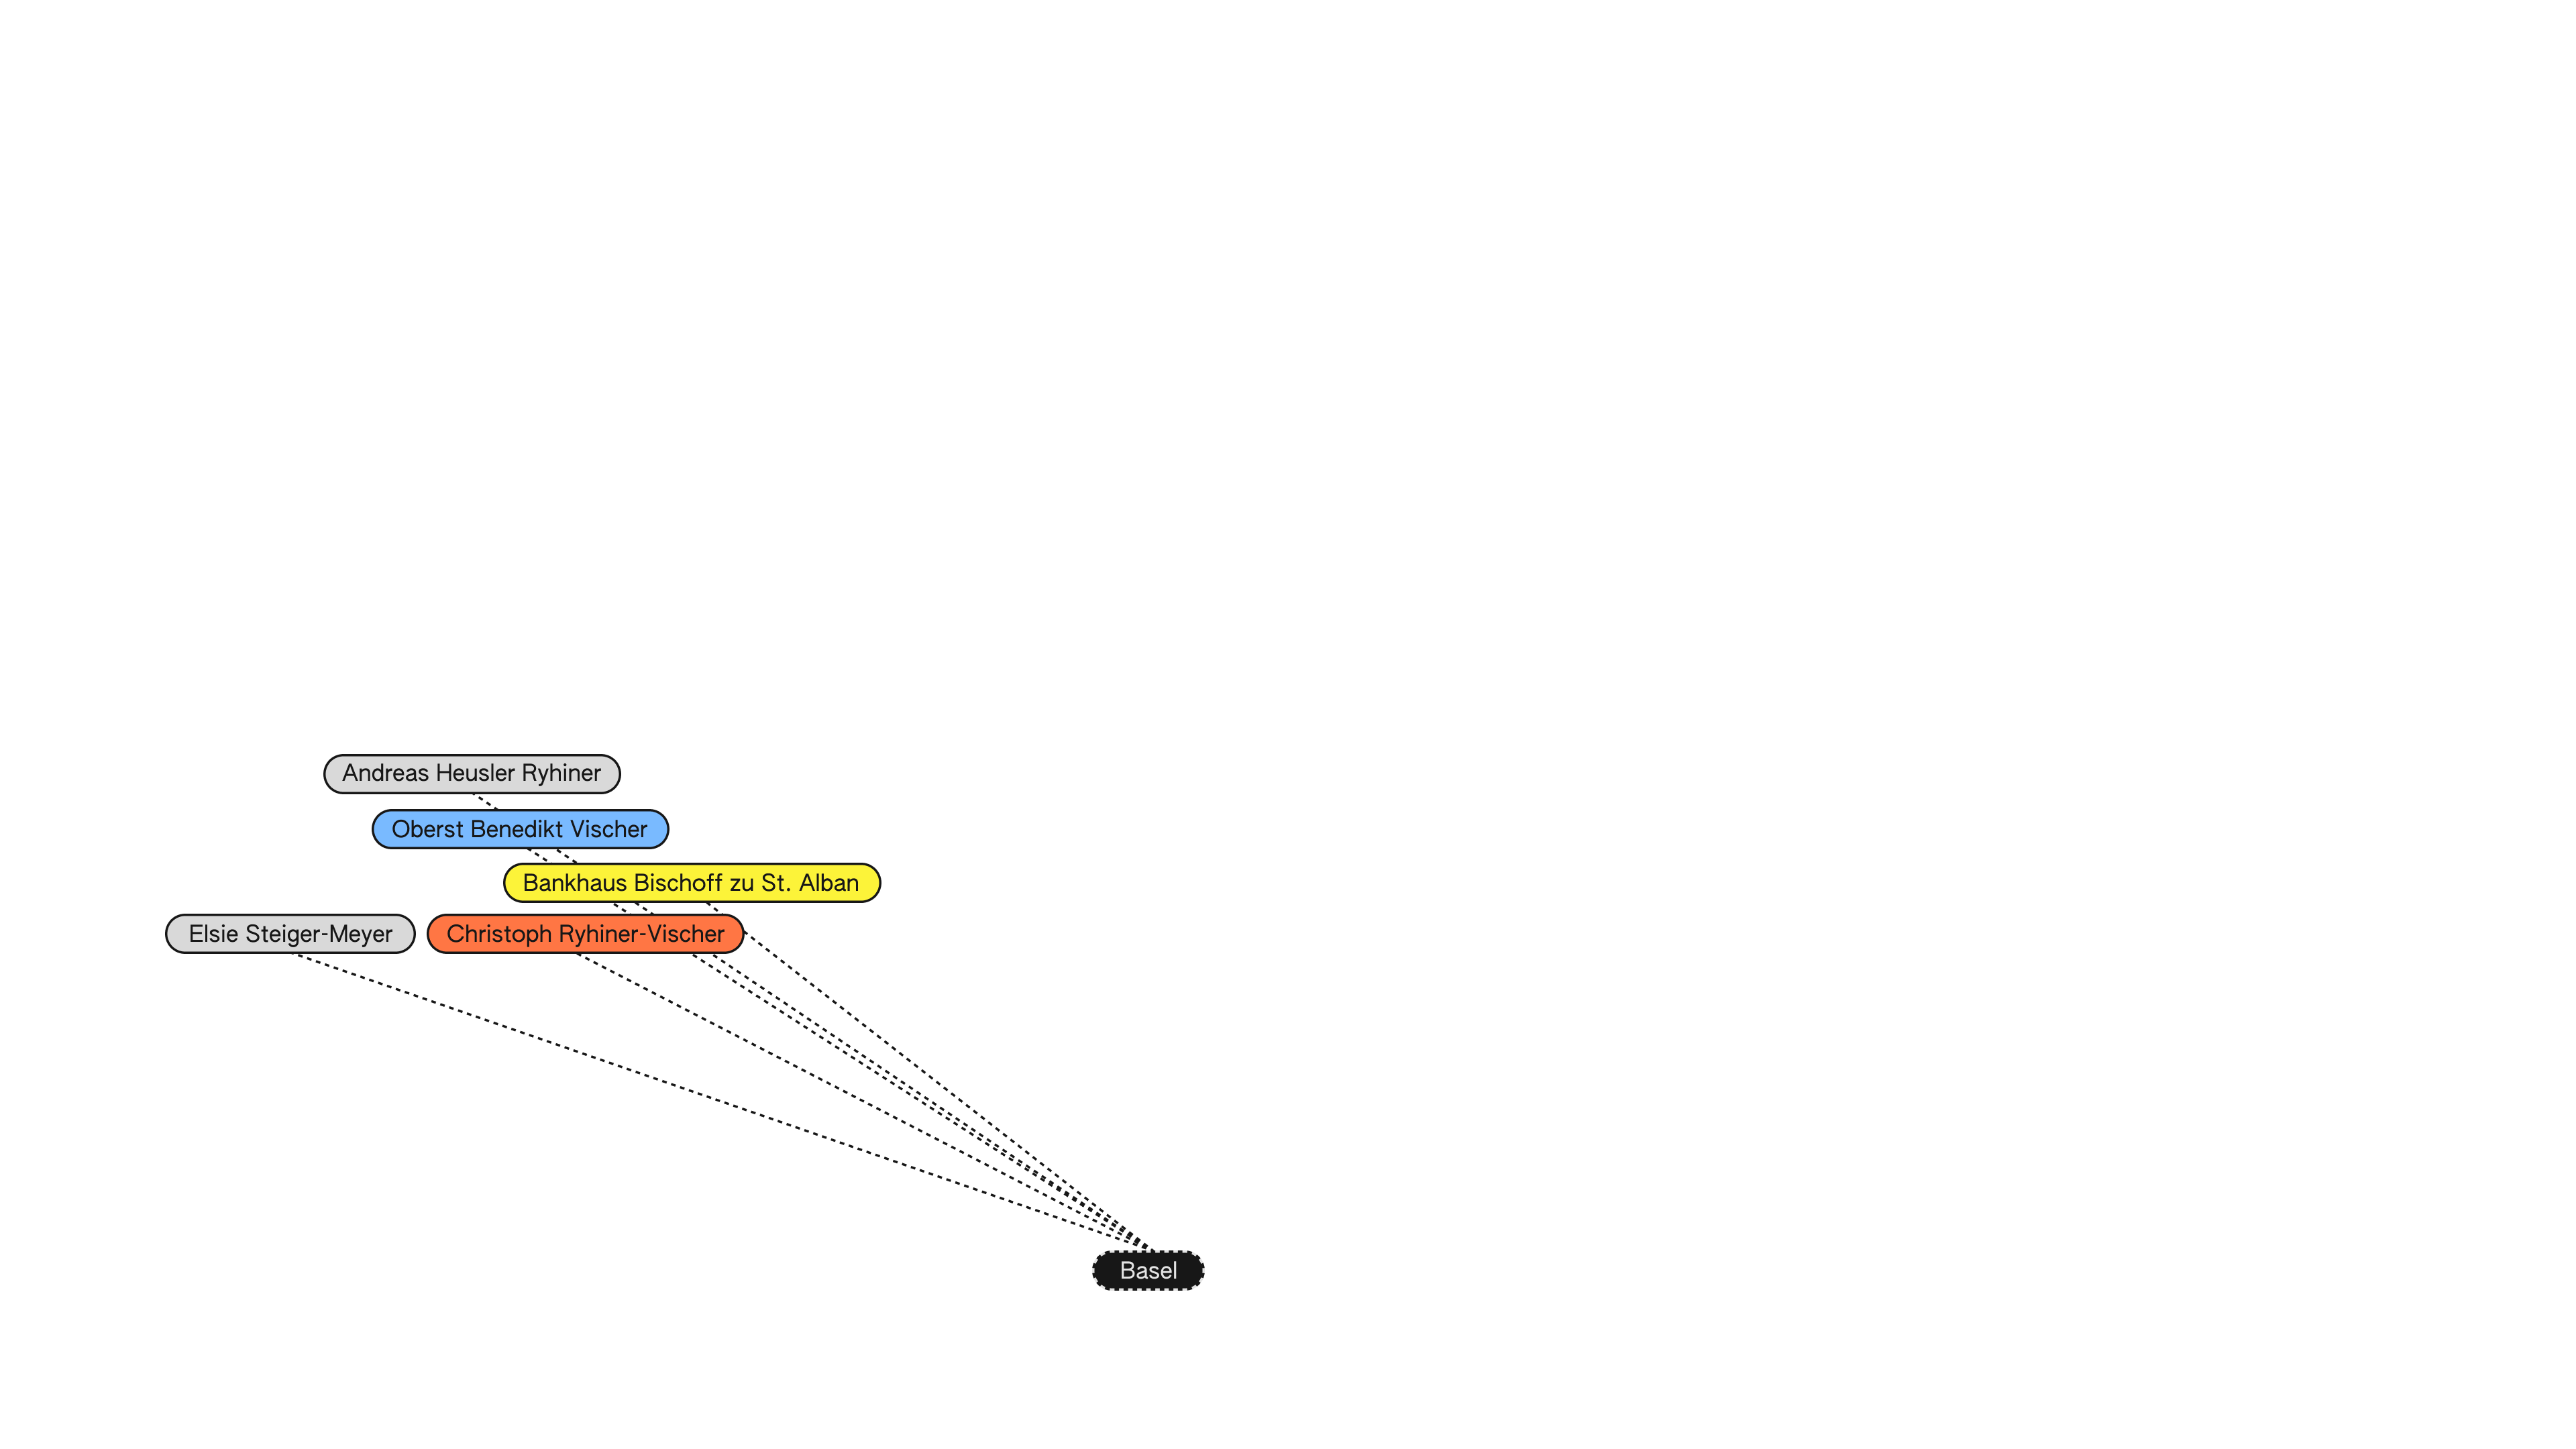 Andreas Heusler Ryhiner
Oberst Benedikt Vischer
Bankhaus Bischoff zu St. Alban
Elsie Steiger-Meyer
Christoph Ryhiner-Vischer
Basel